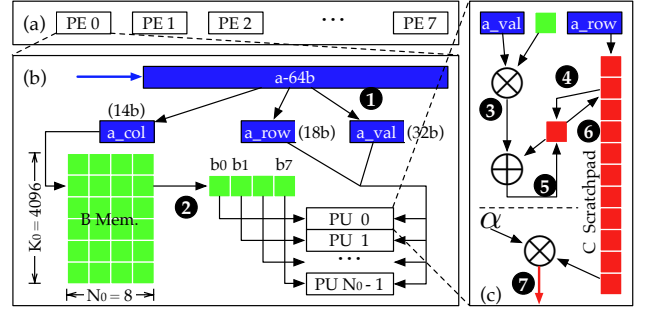 (a) PE 0 PE 1 PE 2 ··· PE 7
(b)
a-64b
1
(14b)
a_col
a_row (18b)
a_val (32b)
K₀ = 4096
B Mem.
N₀ = 8
2
b0 b1 b7
PU 0
PU 1
···
PU N₀ - 1
a_val a_row
3
4
6
5
C Scratchpad
α
7
(c)